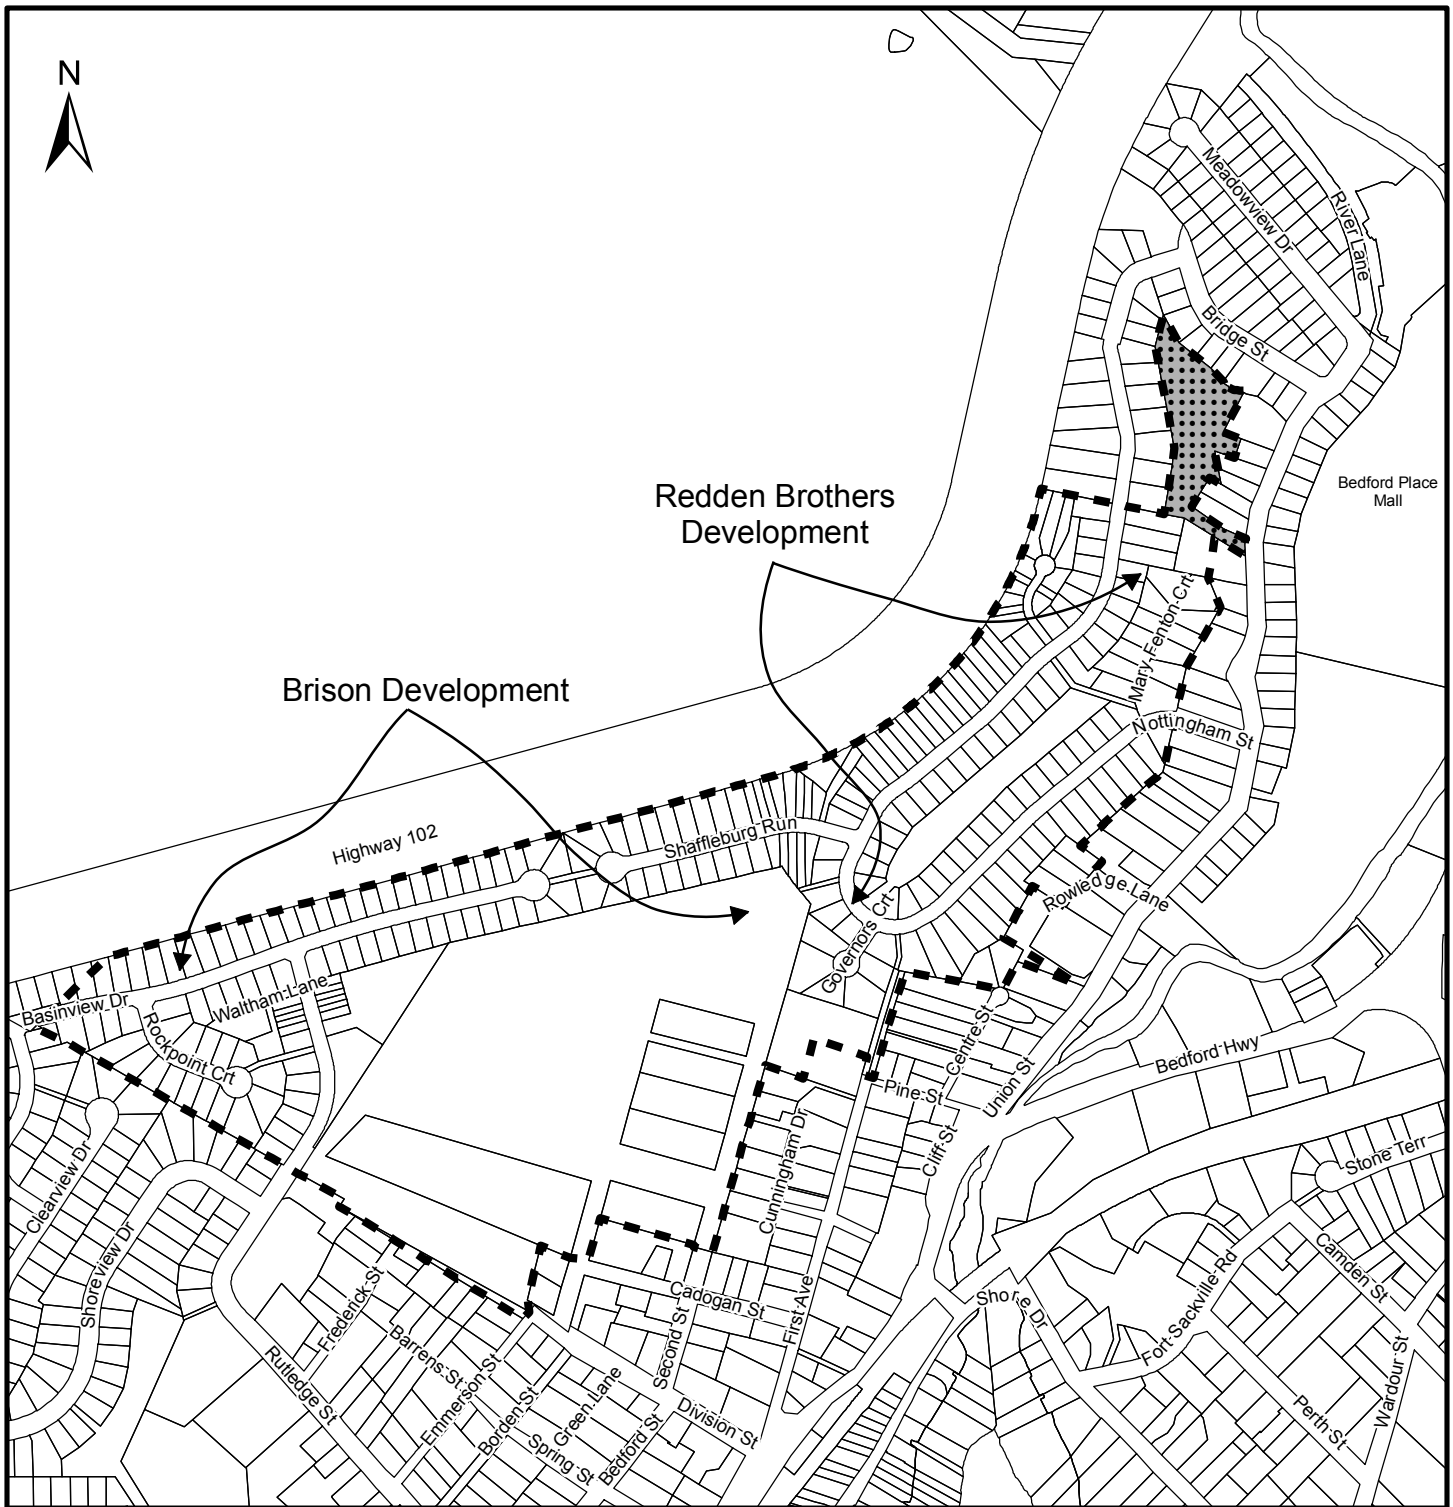 N
Meadowview Dr
River Lane
Bridge St
Bedford Place
Mall
Redden Brothers
Development
Mary Fenton Crt
Brison Development
Nottingham St
Highway 102
Shaffleburg Run
Rowledge Lane
Governors Crt
Basinview Dr
Waltham Lane
Rockpoint Crt
Centre St
Bedford Hwy
Pine St
Union St
Cunningham Dr
Cliff St
Stone Terr
Clearview Dr
Shoreview Dr
Frederick St
Cadogan St
First Ave
Shore Dr
Fort Sackville Rd
Camden St
Barrens St
Second St
Rutledge St
Emmerson St
Borden St
Green Lane
Spring St
Bedford St
Division St
Perth St
Wardour St